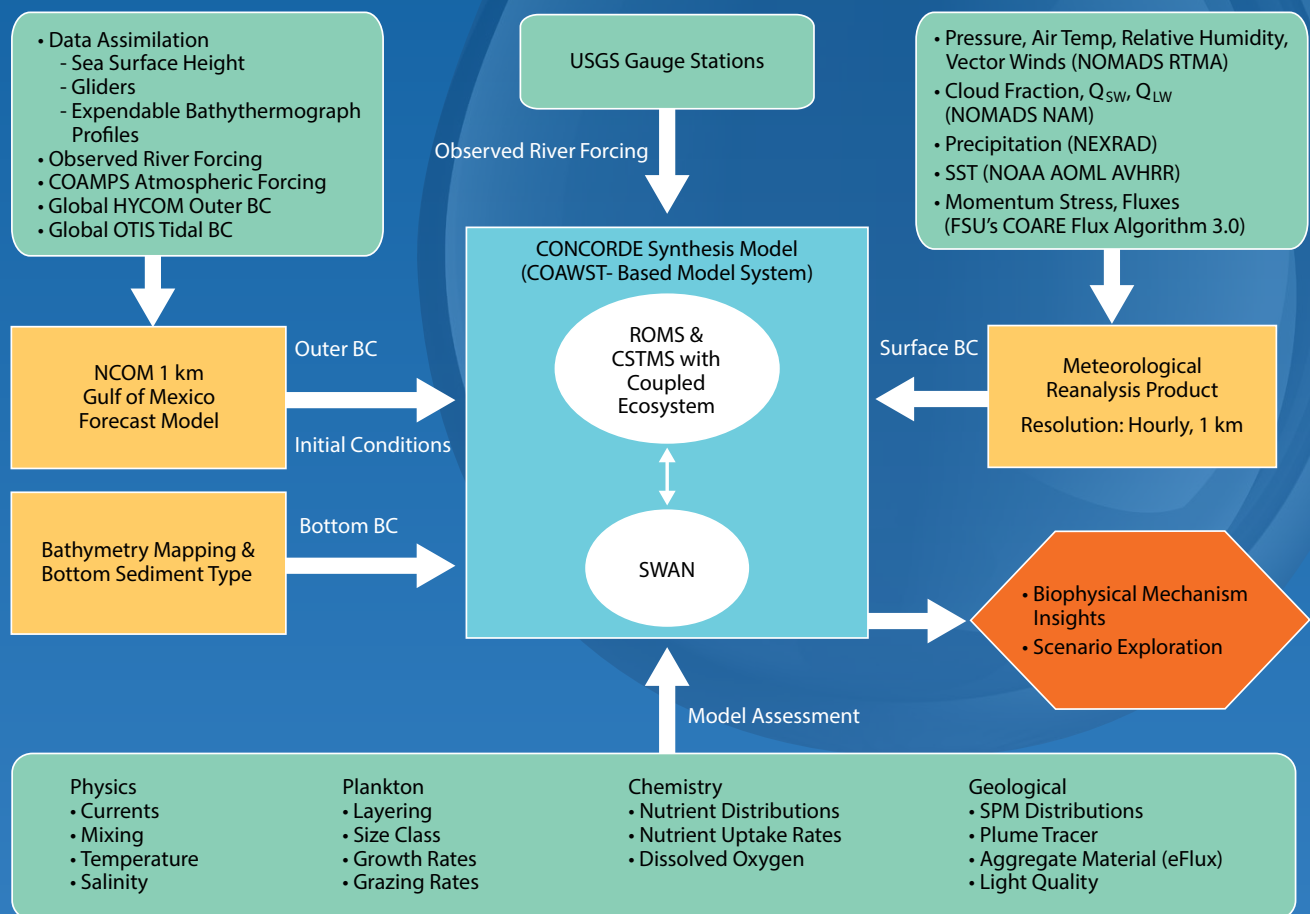 • Data Assimilation
- Sea Surface Height
- Gliders
- Expendable Bathythermograph
Profiles
• Observed River Forcing
• COAMPS Atmospheric Forcing
• Global HYCOM Outer BC
• Global OTIS Tidal BC
USGS Gauge Stations
• Pressure, Air Temp, Relative Humidity,
Vector Winds (NOMADS RTMA)
• Cloud Fraction, QSW, QLW
(NOMADS NAM)
• Precipitation (NEXRAD)
• SST (NOAA AOML AVHRR)
• Momentum Stress, Fluxes
(FSU's COARE Flux Algorithm 3.0)
Observed River Forcing
CONCORDE Synthesis Model
(COAWST- Based Model System)
ROMS &
CSTMS with
Coupled
Ecosystem
SWAN
NCOM 1 km
Gulf of Mexico
Forecast Model
Outer BC
Initial Conditions
Surface BC
Meteorological
Reanalysis Product
Resolution: Hourly, 1 km
Bathymetry Mapping &
Bottom Sediment Type
Bottom BC
• Biophysical Mechanism
Insights
• Scenario Exploration
Model Assessment
Physics
• Currents
• Mixing
• Temperature
• Salinity
Plankton
• Layering
• Size Class
• Growth Rates
• Grazing Rates
Chemistry
• Nutrient Distributions
• Nutrient Uptake Rates
• Dissolved Oxygen
Geological
• SPM Distributions
• Plume Tracer
• Aggregate Material (eFlux)
• Light Quality